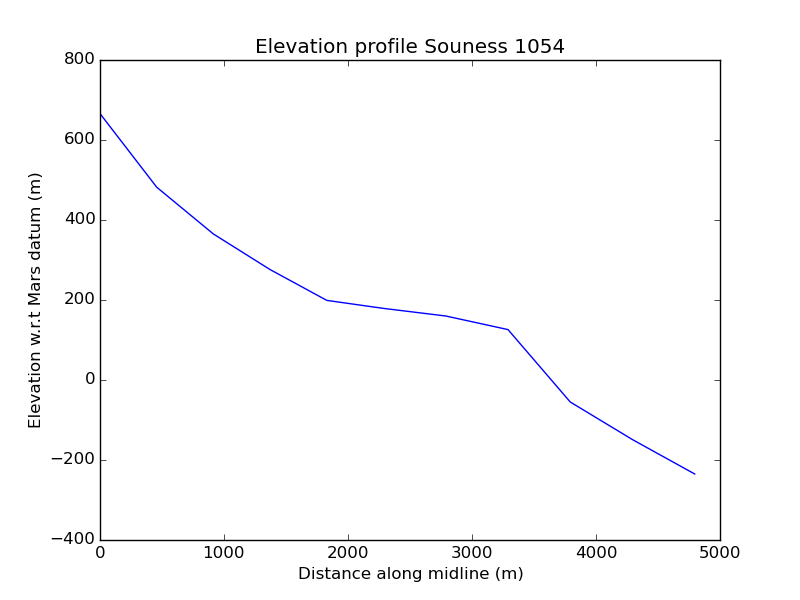 Elevation profile Souness 1054
800
600
400
200
0
−200
−400
Elevation w.r.t Mars datum (m)
0 1000 2000 3000 4000 5000
Distance along midline (m)